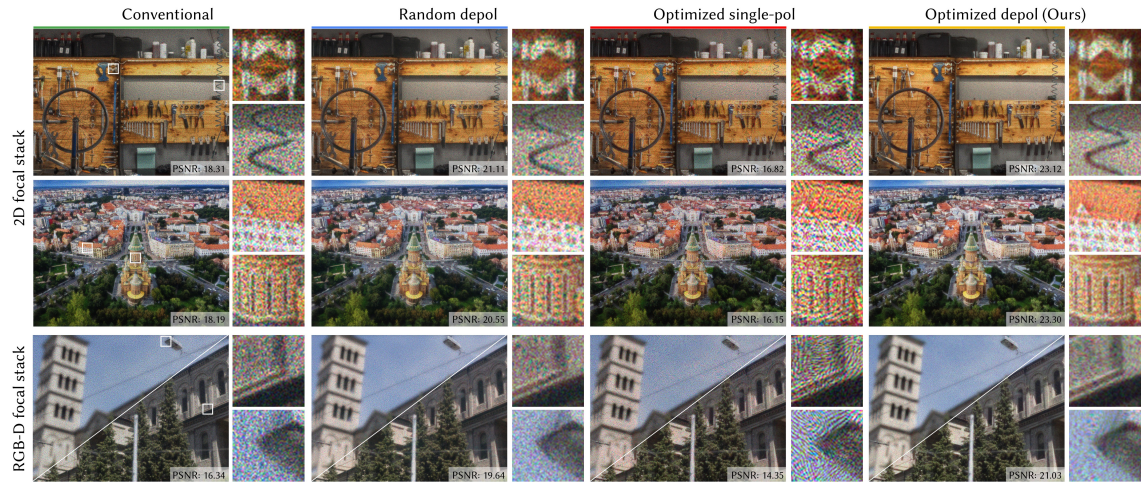 Conventional
Random depol
Optimized single-pol
Optimized depol (Ours)
2D focal stack
PSNR: 18.31
PSNR: 21.11
PSNR: 16.82
PSNR: 23.12
PSNR: 18.19
PSNR: 20.55
PSNR: 16.15
PSNR: 23.30
RGB-D focal stack
PSNR: 16.34
PSNR: 19.64
PSNR: 14.35
PSNR: 21.03